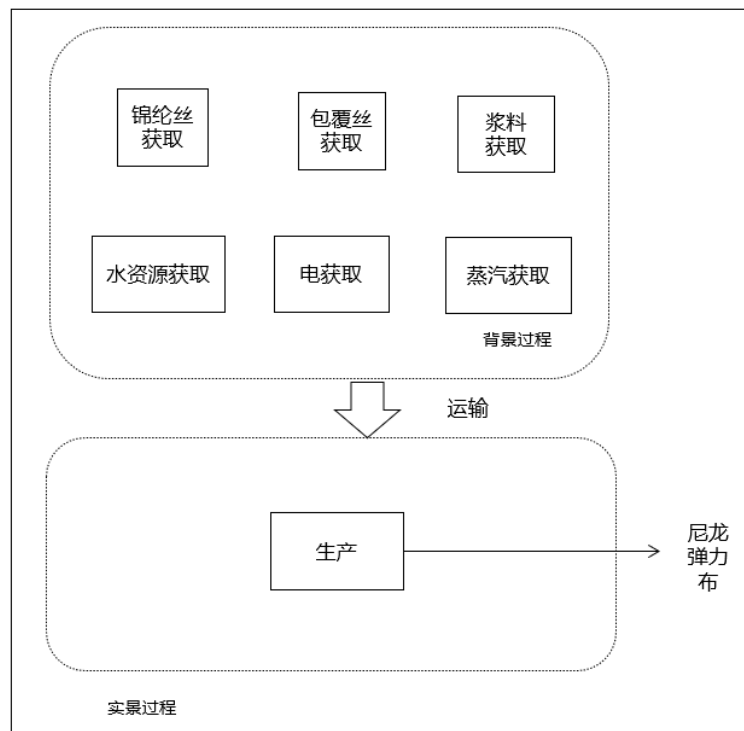 锦纶丝
获取
包覆丝
获取
浆料
获取
水资源获取
电获取
蒸汽获取
背景过程
运输
生产
尼龙
弹力
布
实景过程